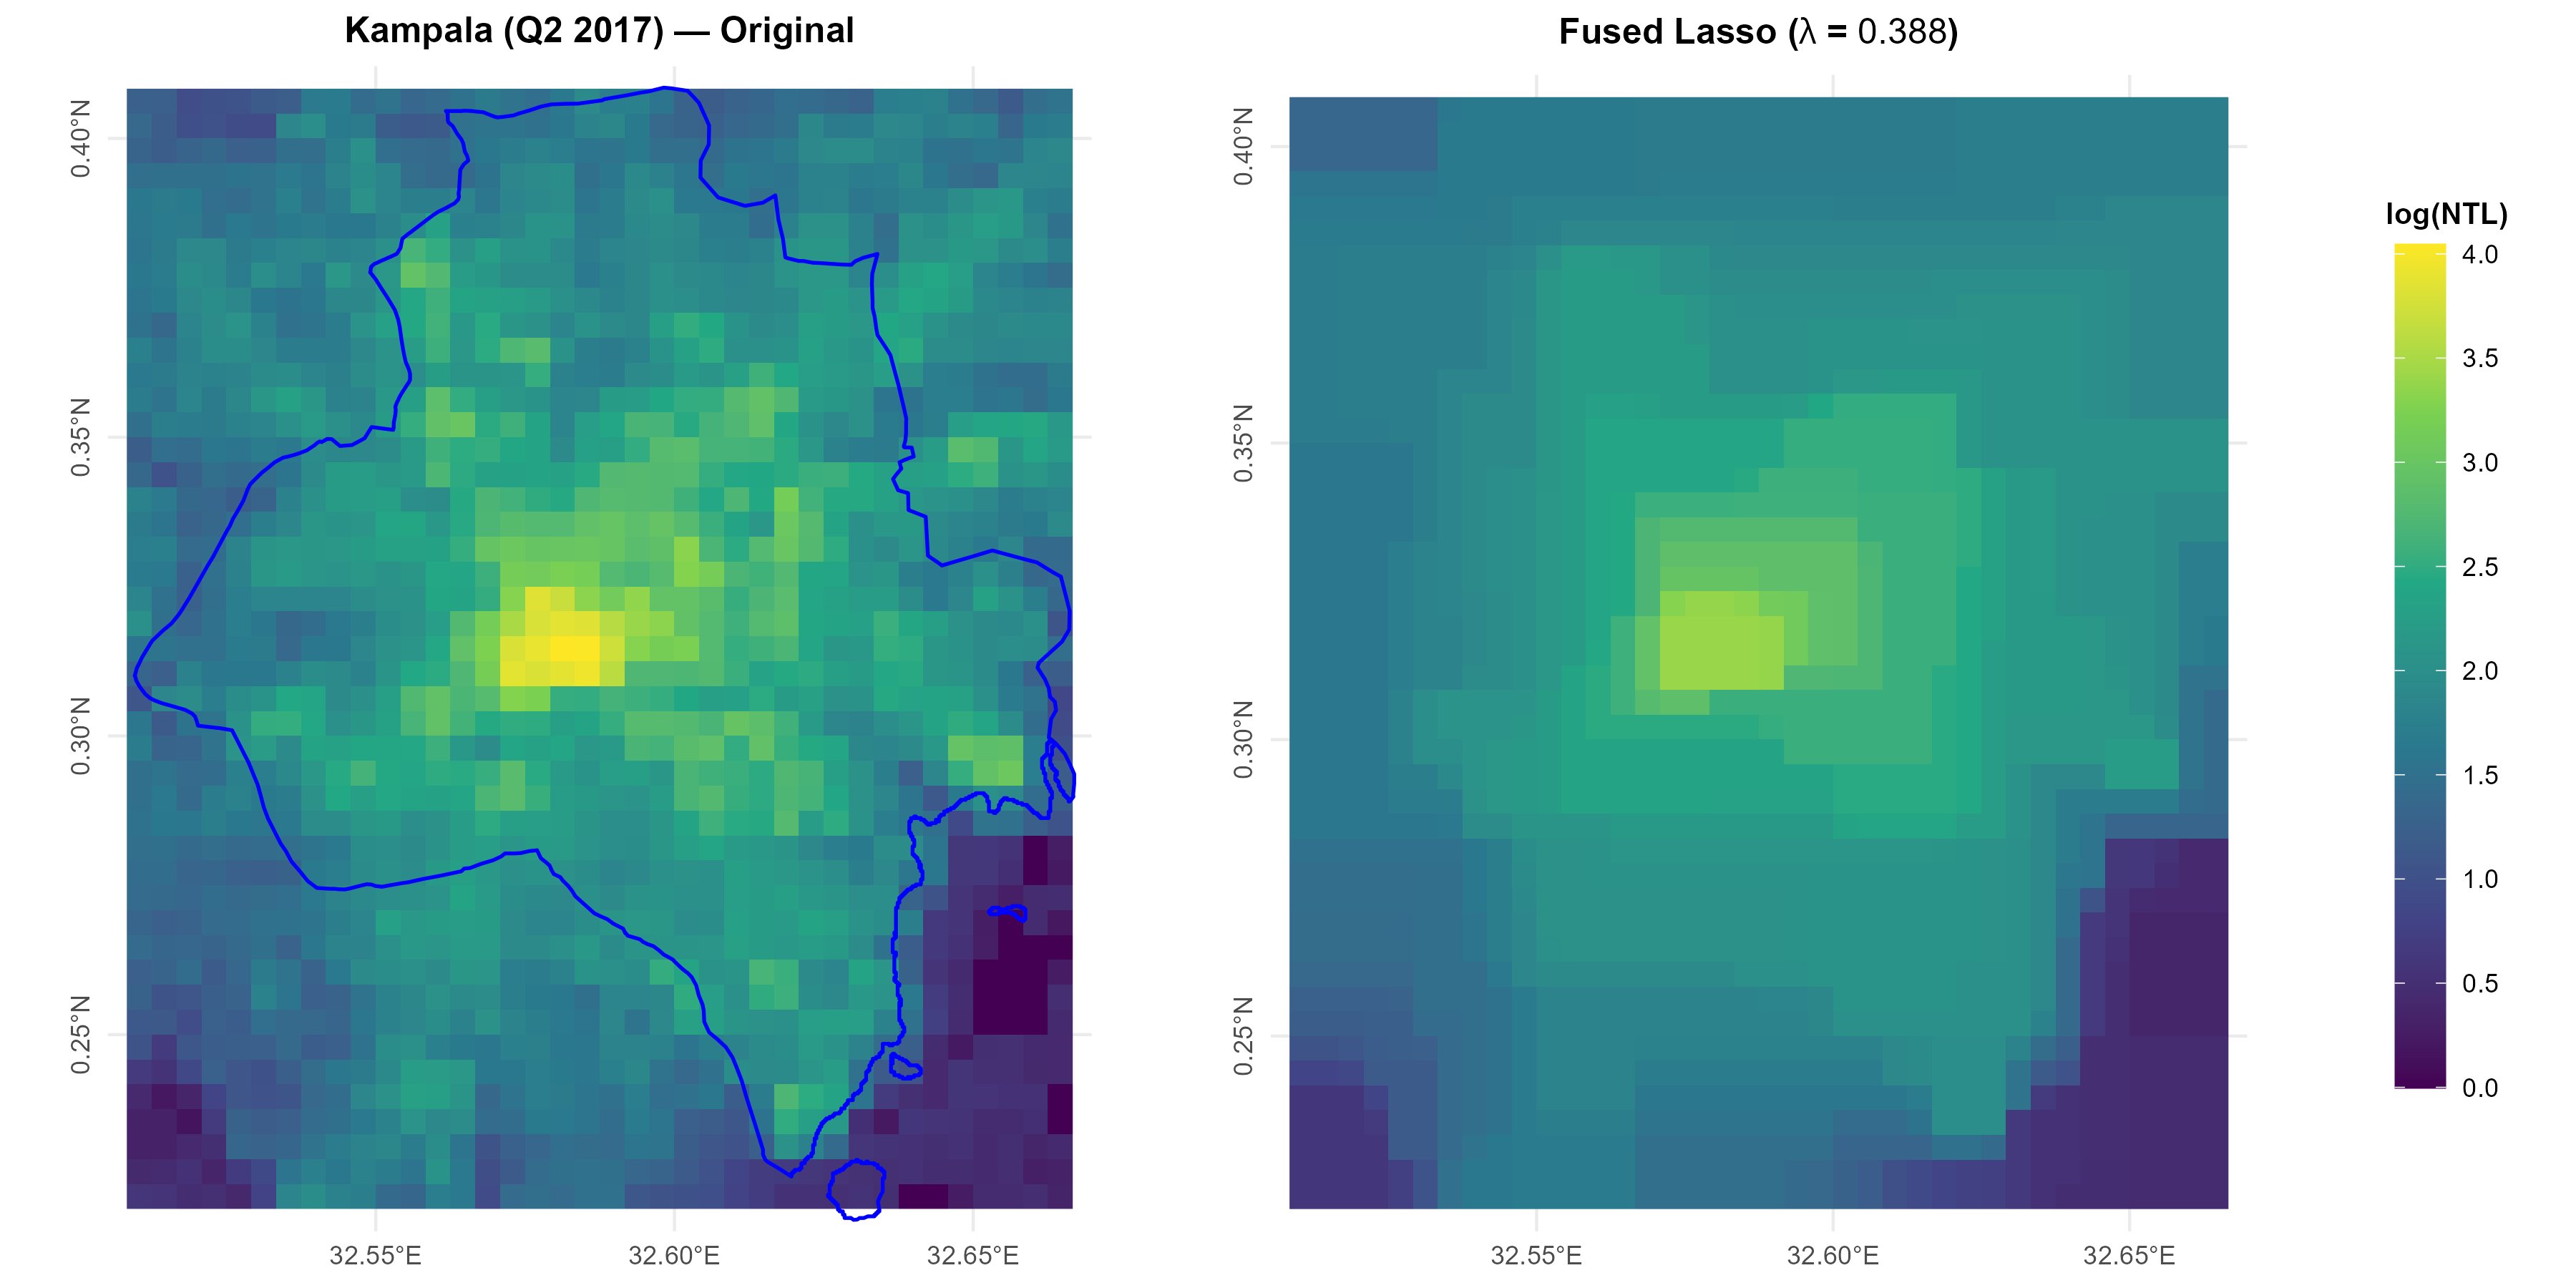 Kampala (Q2 2017) — Original
0.40°N
0.35°N
0.30°N
0.25°N
32.55°E 32.60°E 32.65°E
Fused Lasso (λ = 0.388)
0.40°N
0.35°N
0.30°N
0.25°N
32.55°E 32.60°E 32.65°E
log(NTL)
4.0
3.5
3.0
2.5
2.0
1.5
1.0
0.5
0.0